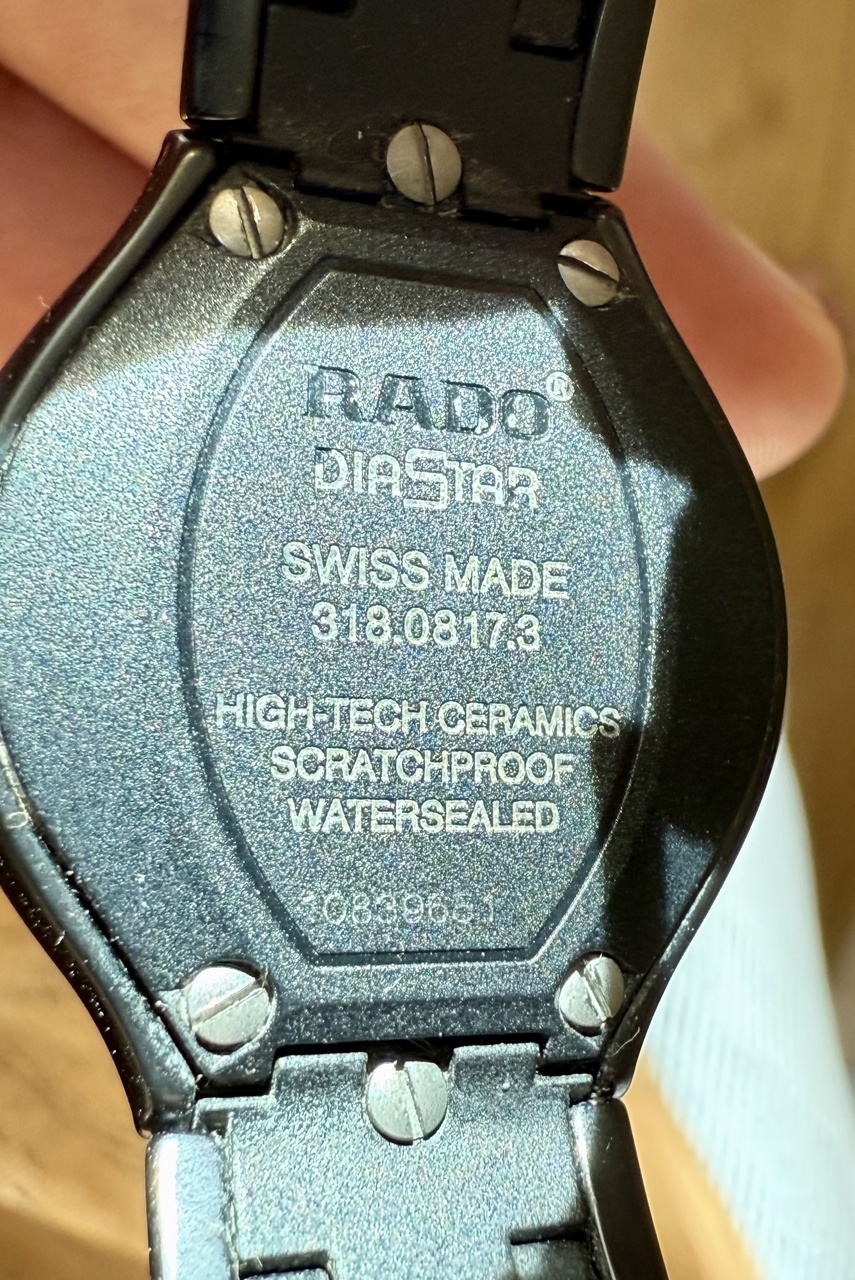 RADO®
DIASTAR
SWISS MADE
318.0817.3
HIGH-TECH CERAMICS
SCRATCHPROOF
WATERSEALED